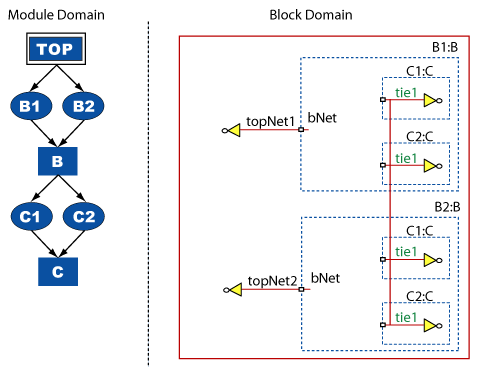 Module Domain
Block Domain
TOP
B1 B2
B
C1 C2
C
B1:B
C1:C
tie1
topNet1 bNet
C2:C
tie1
B2:B
C1:C
tie1
topNet2 bNet
C2:C
tie1